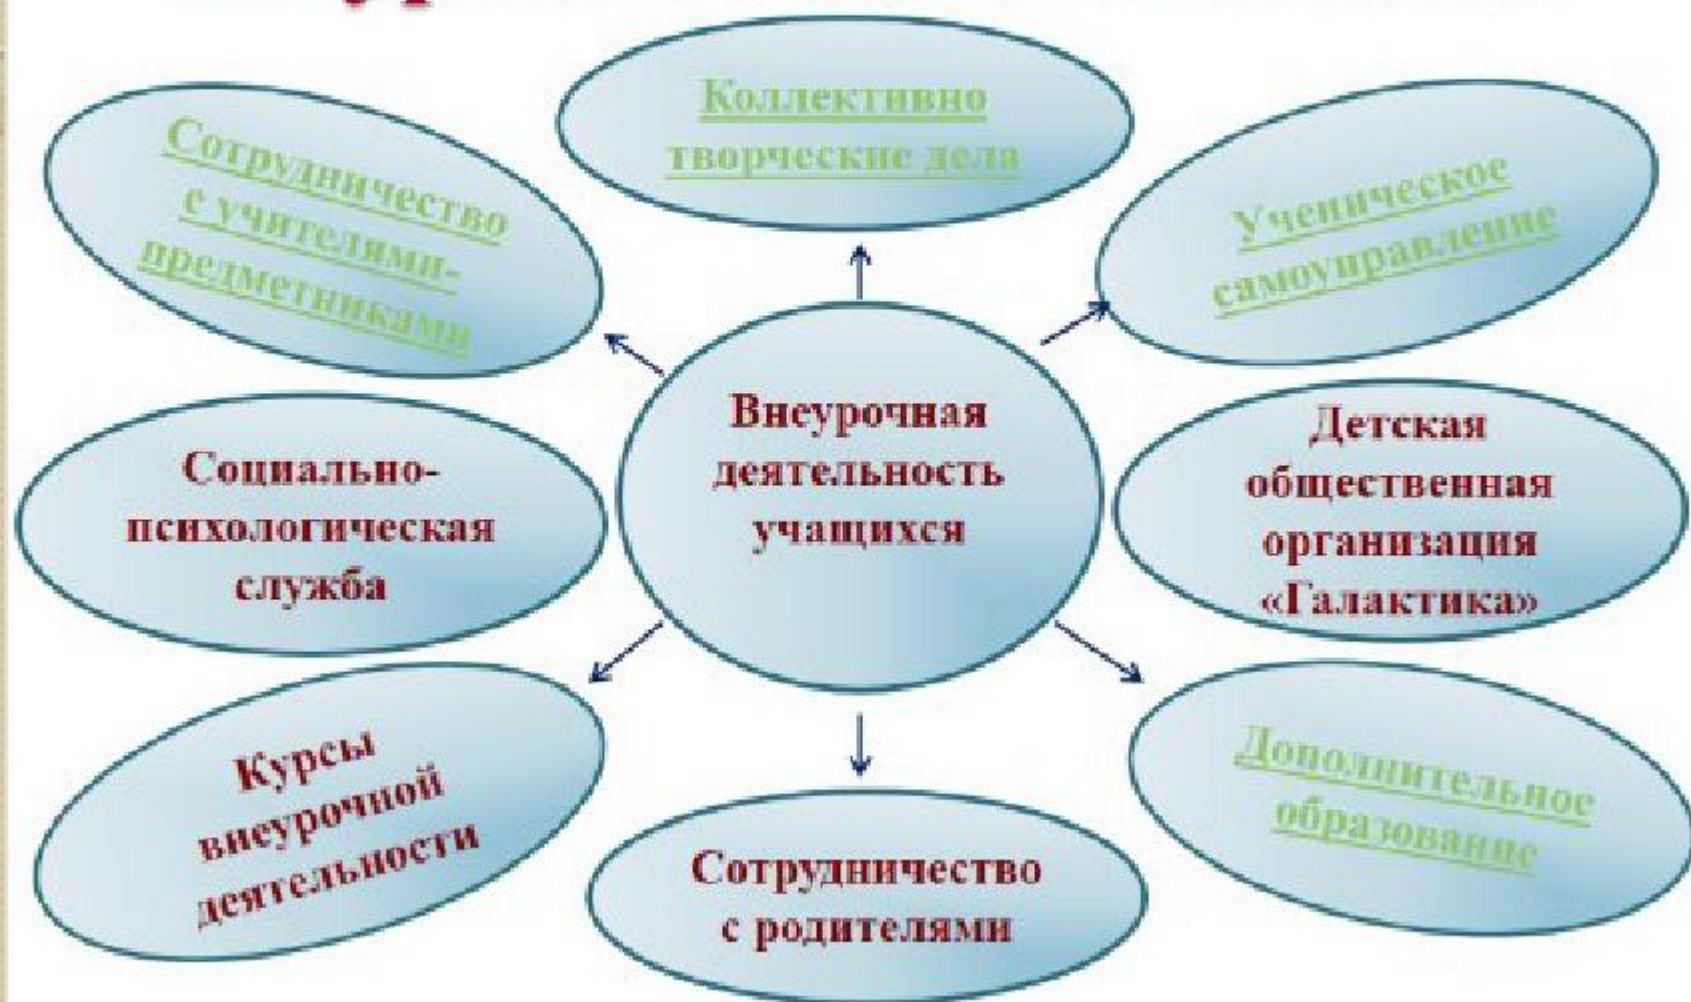 Коллективно
творческие дела
Сотрудничество
с учителями-
предметниками
Ученическое
самоуправление
Внеурочная
деятельность
учащихся
Социально-
психологическая
служба
Детская
общественная
организация
«Галактика»
Курсы
внеурочной
деятельности
Сотрудничество
с родителями
Дополнительное
образование